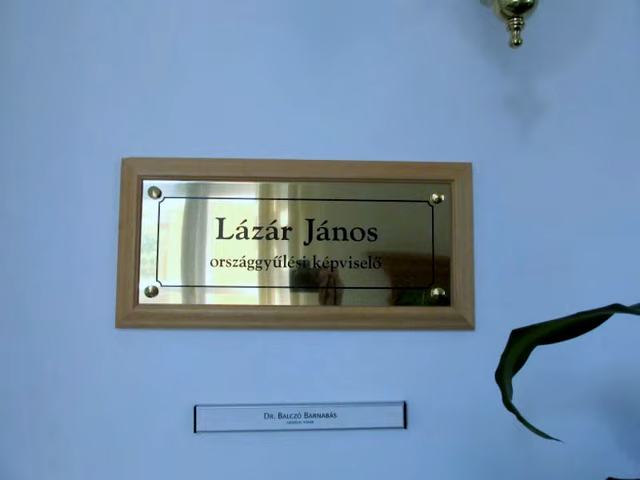 Lázár János
országgyűlési képviselő
Dr. Balczó Barnabás